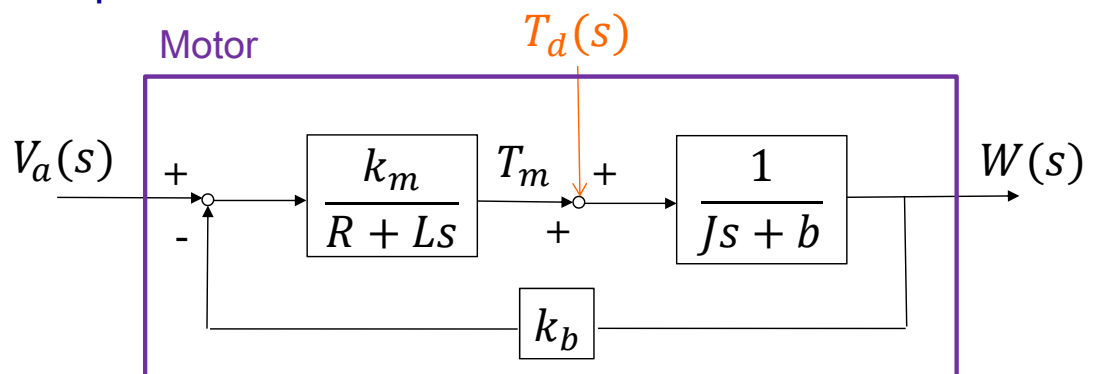 T_d(s)
Motor
V_a(s)
+
-
k_m
R + Ls
T_m
+
+
1
Js + b
W(s)
k_b